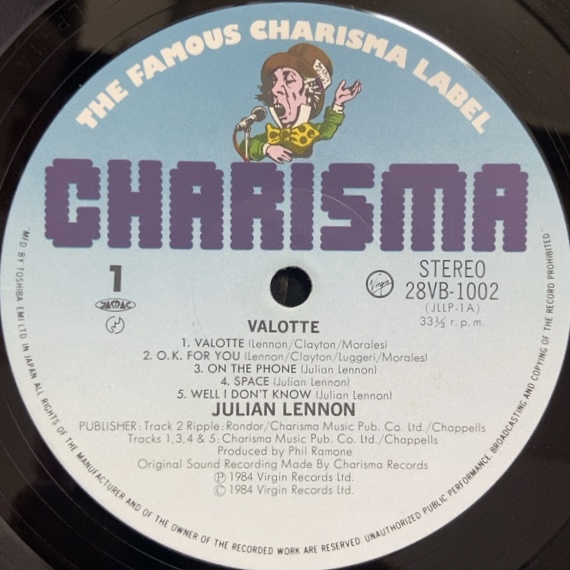 THE FAMOUS CHARISMA LABEL
CHARISMA
1
STEREO
28VB-1002
(JLLP-1A)
33⅓ r.p.m.
Virgin
VALOTTE
1. VALOTTE (Lennon/Clayton/Morales)
2. O.K. FOR YOU (Lennon/Clayton/Luggeri/Morales)
3. ON THE PHONE (Julian Lennon)
4. SPACE (Julian Lennon)
5. WELL I DON'T KNOW (Julian Lennon)
JULIAN LENNON
PUBLISHER: Track 2 Ripple: Rondor/Charisma Music Pub. Co. Ltd./Chappells
Tracks 1, 3, 4 & 5: Charisma Music Pub. Co. Ltd./Chappells
Produced by Phil Ramone
Original Sound Recording Made By Charisma Records
Ⓟ 1984 Virgin Records Ltd.
© 1984 Virgin Records Ltd.
M'F'D BY TOSHIBA EMI LTD IN JAPAN ALL RIGHTS OF THE MANUFACTURER AND OF THE OWNER OF THE RECORDED WORK ARE RESERVED. UNAUTHORIZED PUBLIC PERFORMANCE, BROADCASTING AND COPYING OF THE RECORD PROHIBITED